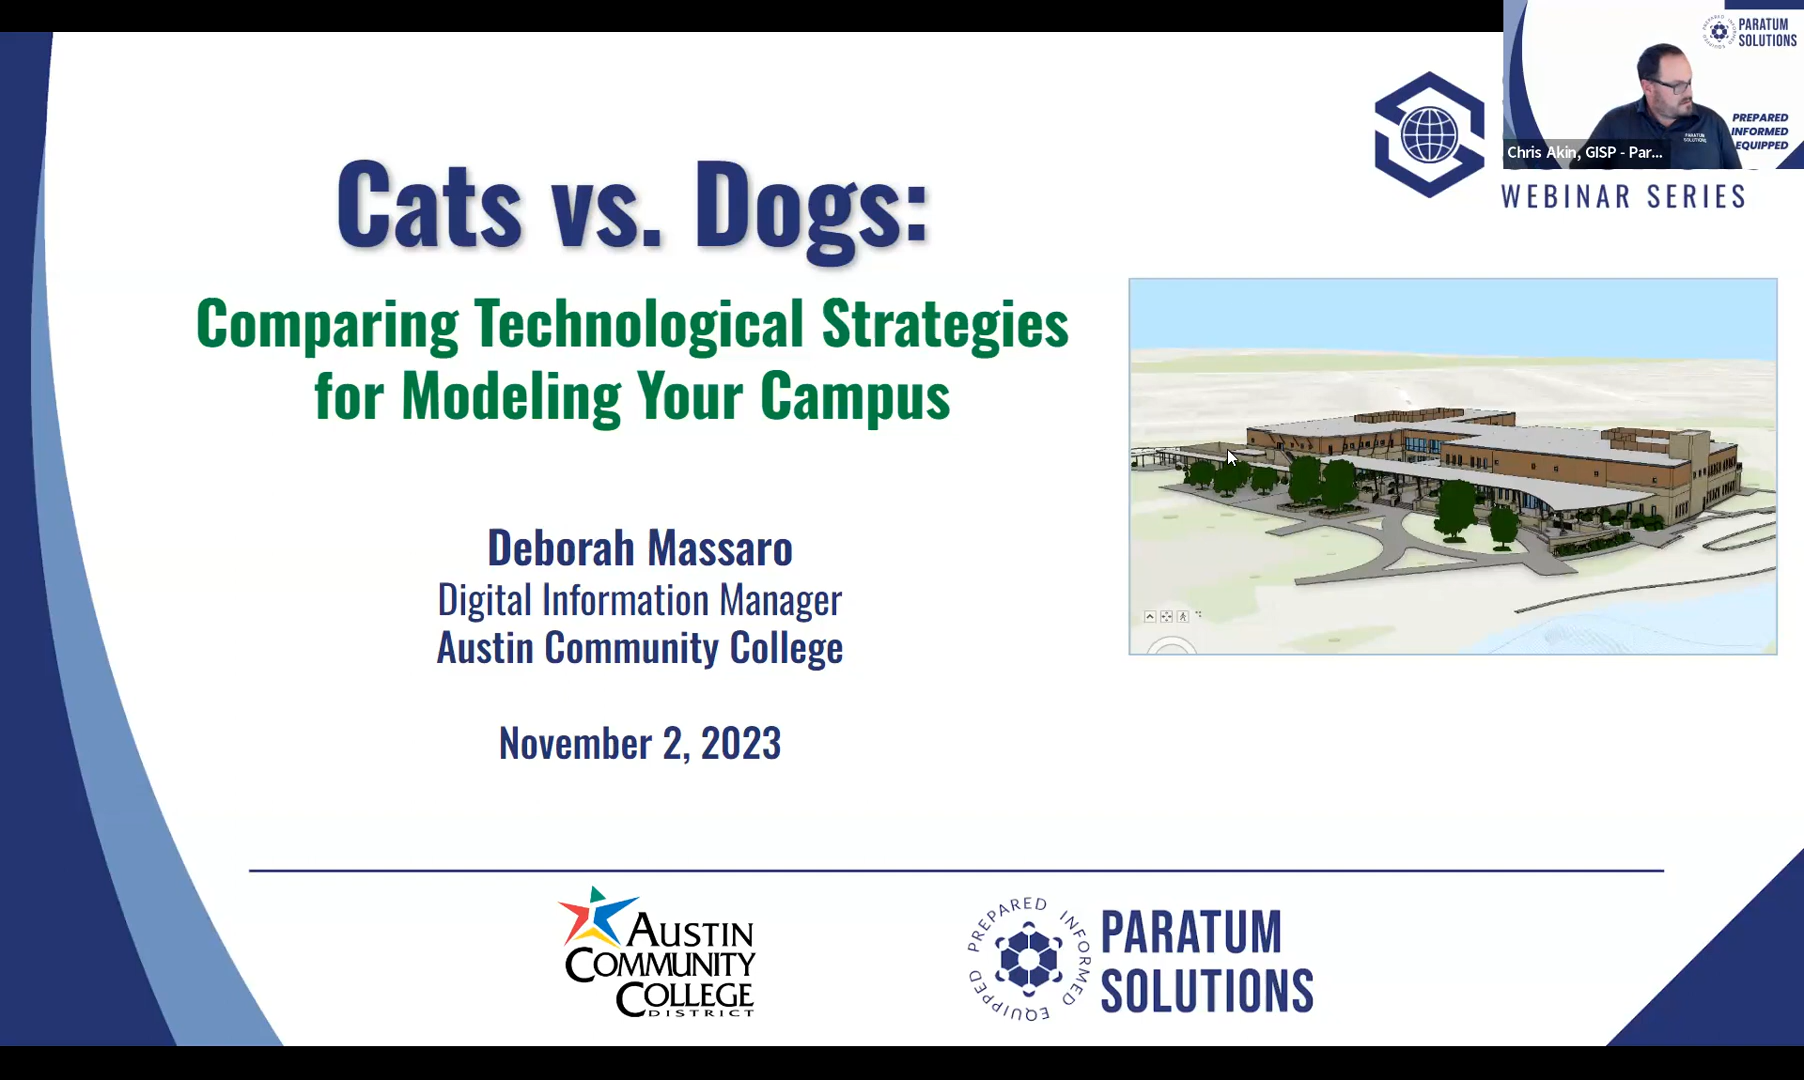 Cats vs. Dogs:
Comparing Technological Strategies
for Modeling Your Campus
Deborah Massaro
Digital Information Manager
Austin Community College
November 2, 2023
WEBINAR SERIES
PARATUM
SOLUTIONS
PREPARED
INFORMED
EQUIPPED
PARATUM
SOLUTIONS
Chris Akin, GISP - Par...
AUSTIN
COMMUNITY
COLLEGE
DISTRICT
PREPARED INFORMED EQUIPPED
PARATUM
SOLUTIONS